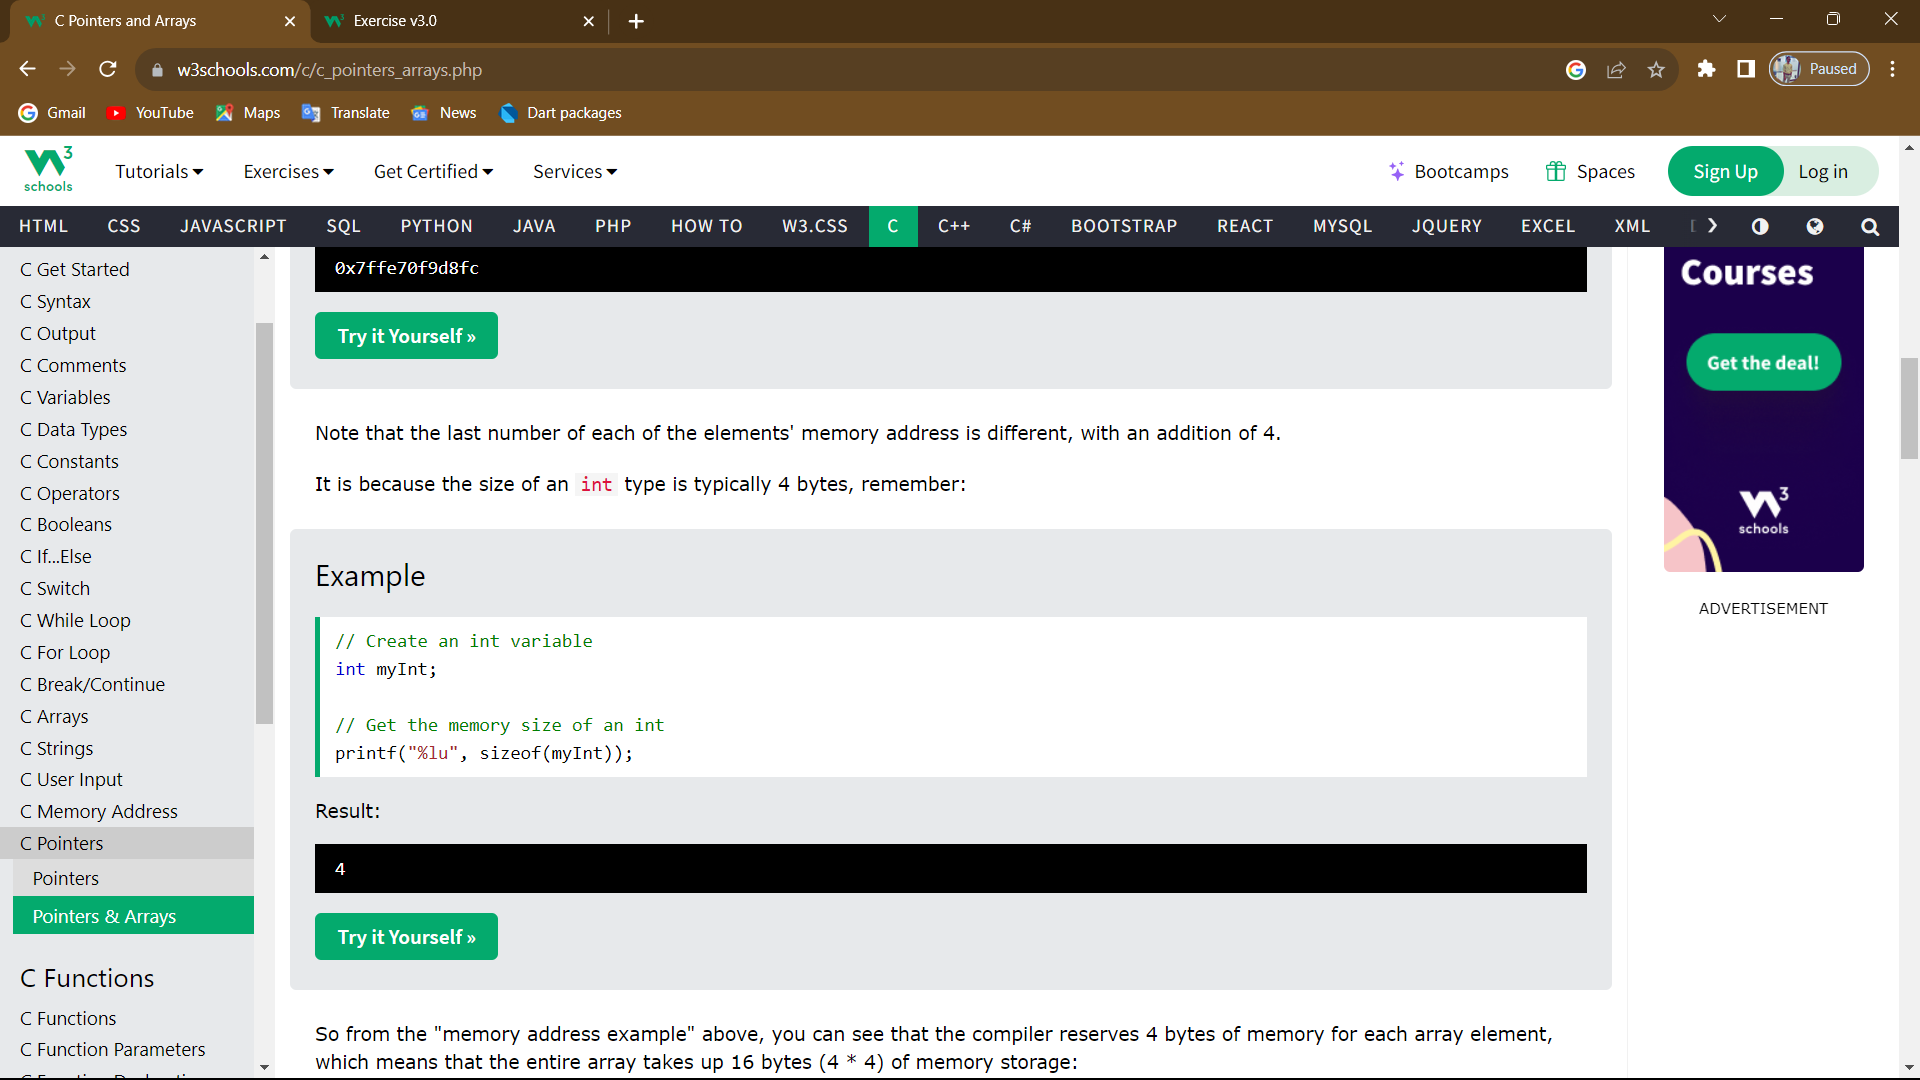 C Pointers and Arrays
Exercise v3.0
w3schools.com/c/c_pointers_arrays.php
Paused
Gmail
YouTube
Maps
Translate
News
Dart packages
W3 schools
Tutorials
Exercises
Get Certified
Services
Bootcamps
Spaces
Sign Up
Log in
HTML
CSS
JAVASCRIPT
SQL
PYTHON
JAVA
PHP
HOW TO
W3.CSS
C
C++
C#
BOOTSTRAP
REACT
MYSQL
JQUERY
EXCEL
XML
C Get Started
C Syntax
C Output
C Comments
C Variables
C Data Types
C Constants
C Operators
C Booleans
C If...Else
C Switch
C While Loop
C For Loop
C Break/Continue
C Arrays
C Strings
C User Input
C Memory Address
C Pointers
Pointers
Pointers & Arrays
C Functions
C Functions
C Function Parameters
0x7ffe70f9d8fc
Try it Yourself »
Note that the last number of each of the elements' memory address is different, with an addition of 4.
It is because the size of an int type is typically 4 bytes, remember:
Example
// Create an int variable
int myInt;
// Get the memory size of an int
printf("%lu", sizeof(myInt));
Result:
4
Try it Yourself »
So from the "memory address example" above, you can see that the compiler reserves 4 bytes of memory for each array element,
which means that the entire array takes up 16 bytes (4 * 4) of memory storage:
Courses
Get the deal!
W3 schools
ADVERTISEMENT